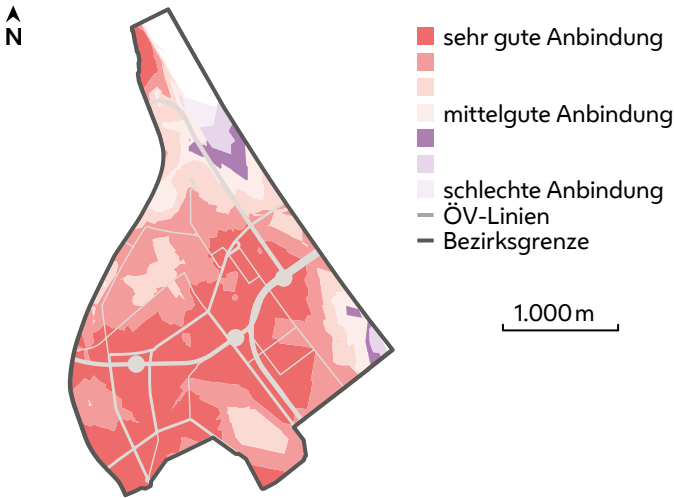 N
sehr gute Anbindung
mittelgute Anbindung
schlechte Anbindung
ÖV-Linien
Bezirksgrenze
1.000 m